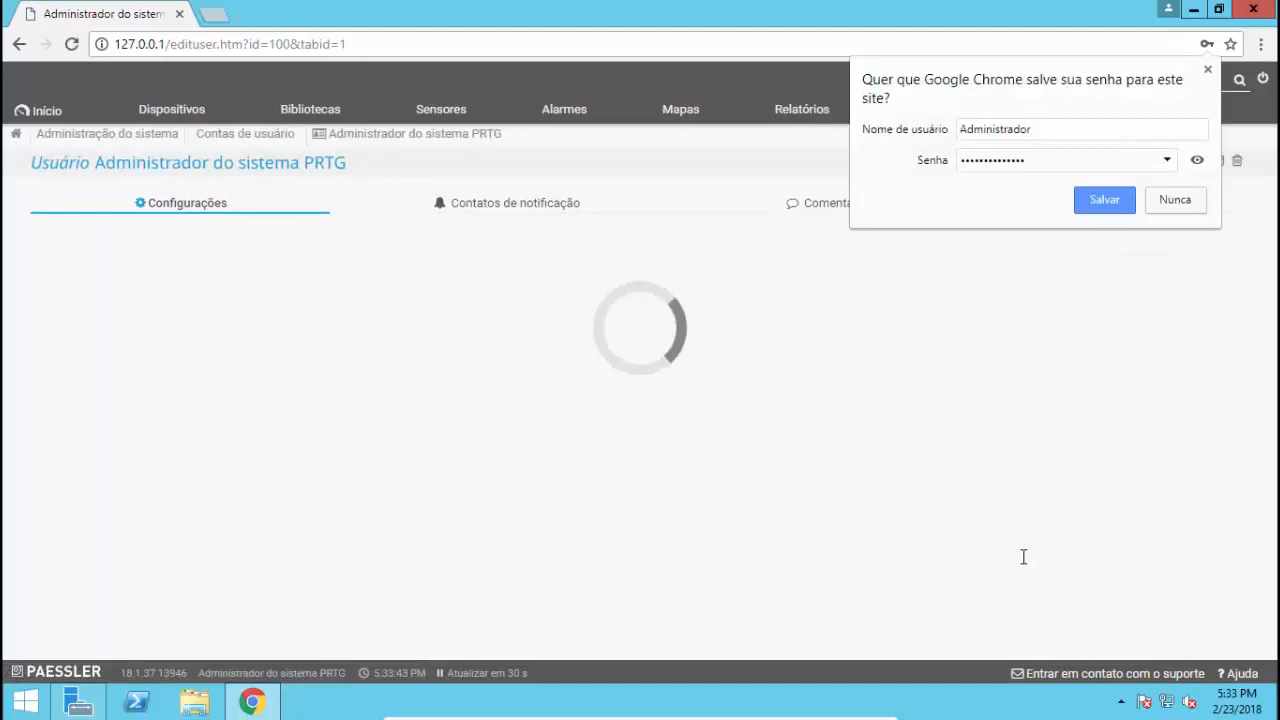 Administrador do sistem
127.0.0.1/edituser.htm?id=100&tabid=1
Início
Dispositivos
Bibliotecas
Sensores
Alarmes
Mapas
Relatórios
Administração do sistema
Contas de usuário
Administrador do sistema PRTG
Usuário Administrador do sistema PRTG
Configurações
Contatos de notificação
Comenta
Quer que Google Chrome salve sua senha para este
site?
Nome de usuário
Administrador
Senha
••••••••••••••
Salvar
Nunca
PAESSLER
18.1.37.13946
Administrador do sistema PRTG
5:33:43 PM
Atualizar em 30 s
Entrar em contato com o suporte
? Ajuda
5:33 PM
2/23/2018